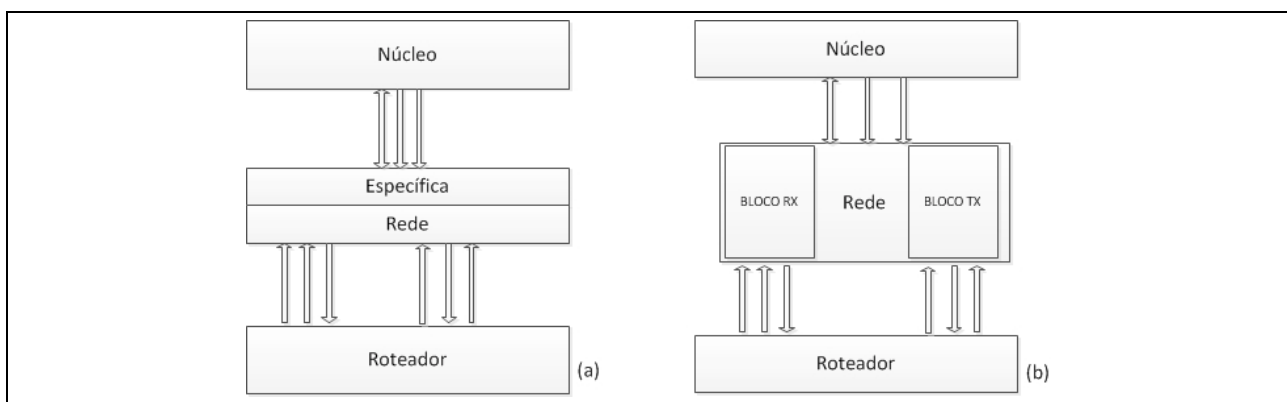 Núcleo
Específica
Rede
Roteador
(a)
Núcleo
BLOCO RX
Rede
BLOCO TX
Roteador
(b)